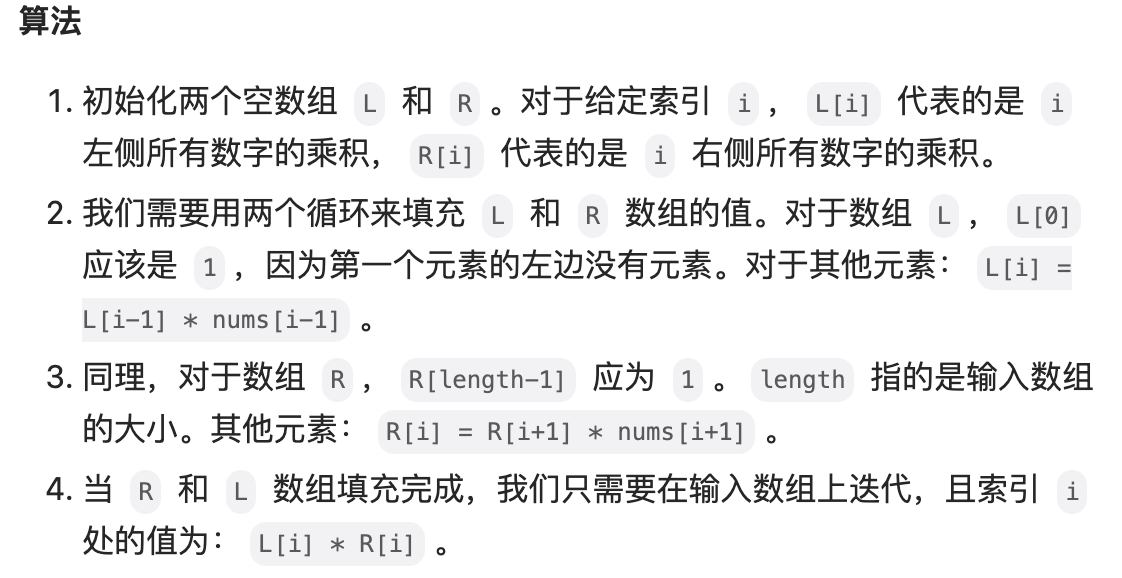 算法
1. 初始化两个空数组 L 和 R 。对于给定索引 i ， L[i] 代表的是 i
左侧所有数字的乘积， R[i] 代表的是 i 右侧所有数字的乘积。
2. 我们需要用两个循环来填充 L 和 R 数组的值。对于数组 L ， L[0]
应该是 1 ，因为第一个元素的左边没有元素。对于其他元素： L[i] =
L[i-1] * nums[i-1] 。
3. 同理，对于数组 R ， R[length-1] 应为 1 。 length 指的是输入数组
的大小。其他元素： R[i] = R[i+1] * nums[i+1] 。
4. 当 R 和 L 数组填充完成，我们只需要在输入数组上迭代，且索引 i
处的值为： L[i] * R[i] 。